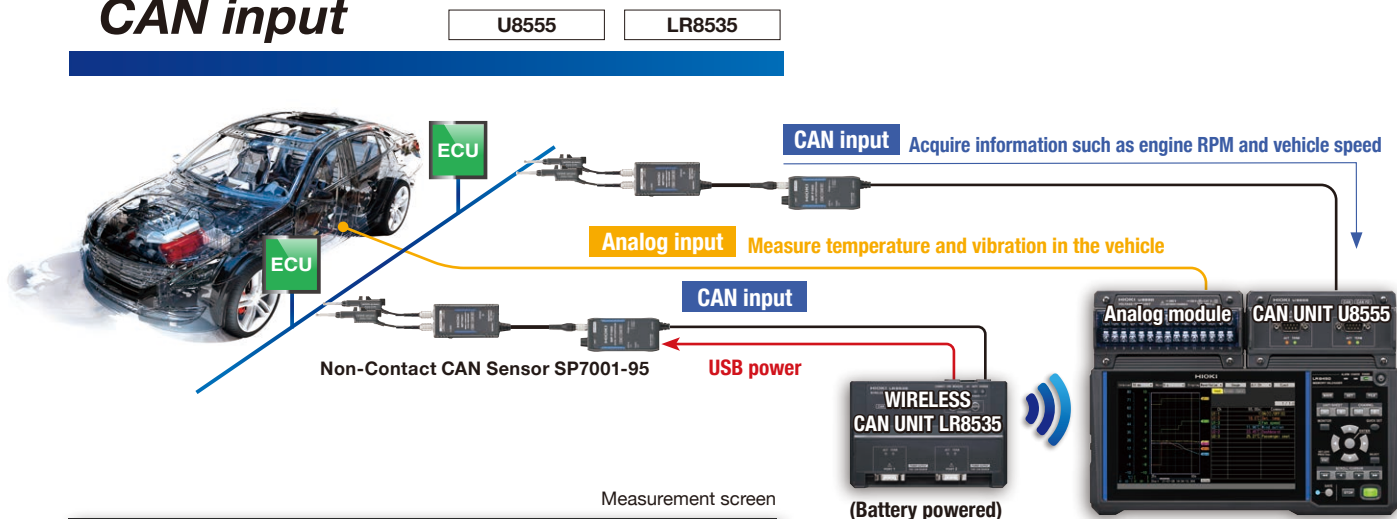 CAN input
U8555
LR8535
ECU
CAN input
Acquire information such as engine RPM and vehicle speed
Analog input
Measure temperature and vibration in the vehicle
ECU
CAN input
Analog module
CAN UNIT U8555
Non-Contact CAN Sensor SP7001-95
USB power
HIOKI
WIRELESS
CAN UNIT LR8535
Measurement screen
(Battery powered)